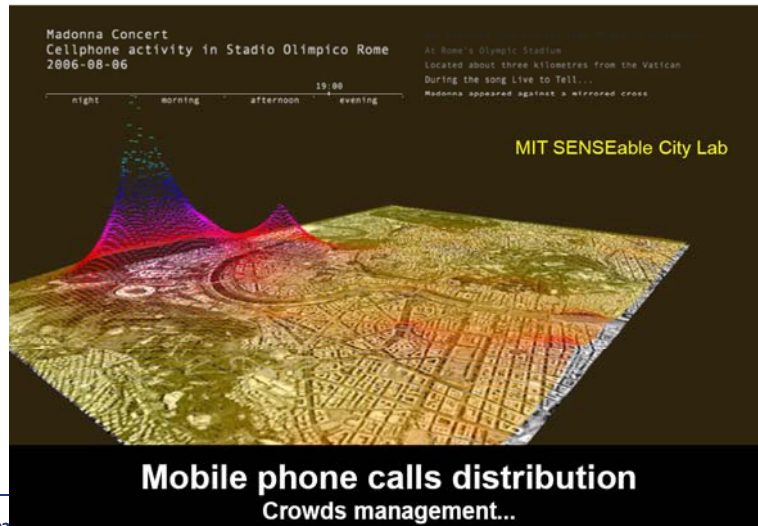 Madonna Concert
Cellphone activity in Stadio Olimpico Rome
2006-08-06
19:00
night morning afternoon evening
At Rome's Olympic Stadium
Located about three kilometres from the Vatican
During the song Live to Tell...
Madonna appeared against a mirrored cross
MIT SENSEable City Lab
Mobile phone calls distribution
Crowds management...